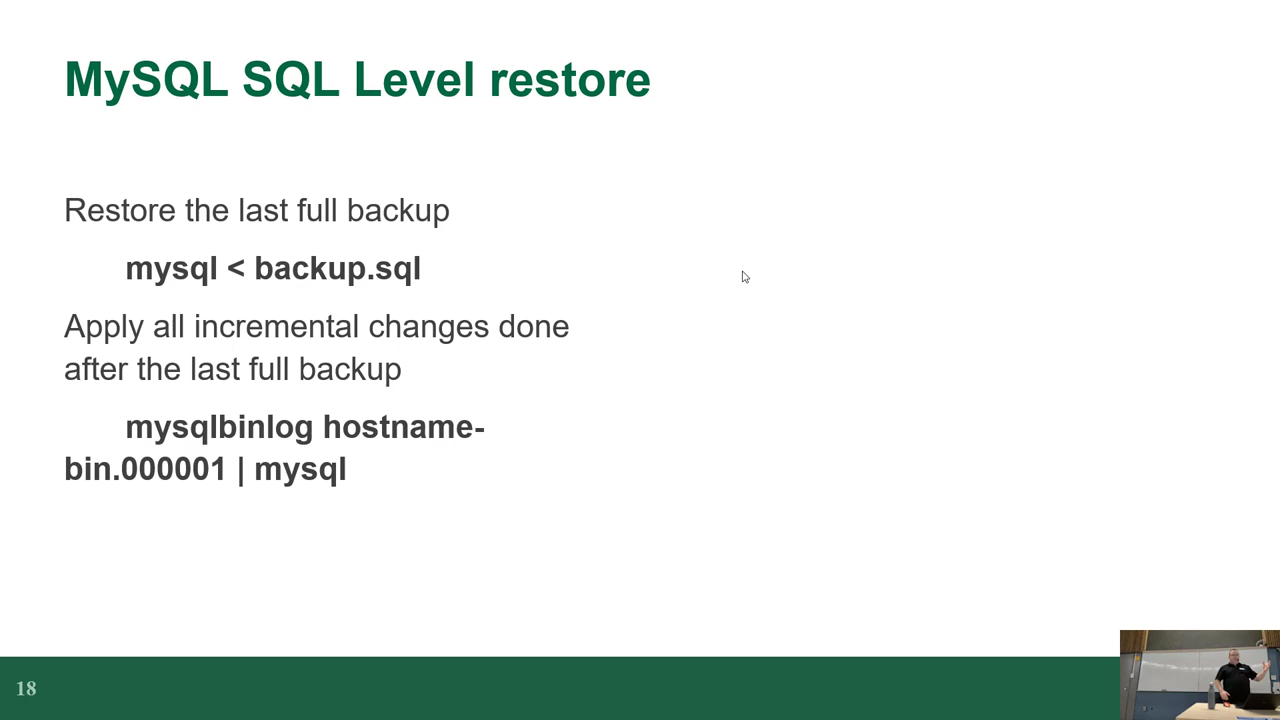 MySQL SQL Level restore
Restore the last full backup
mysql < backup.sql
Apply all incremental changes done
after the last full backup
mysqlbinlog hostname-
bin.000001 | mysql
18